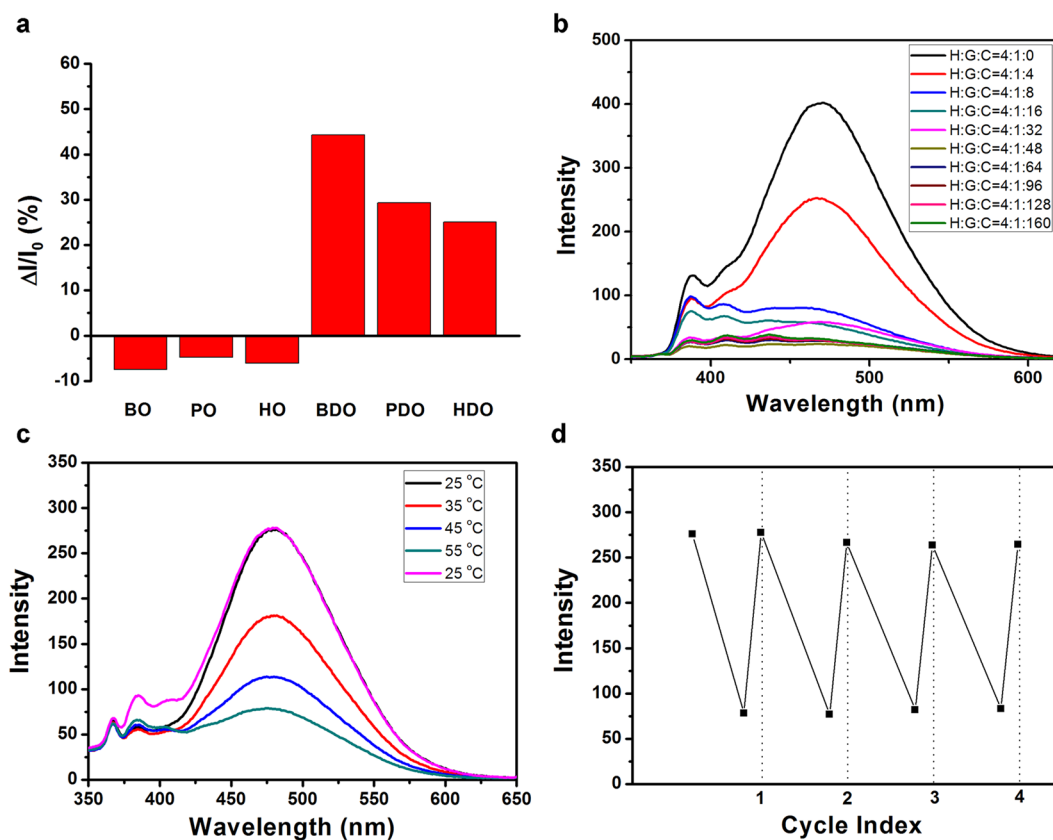 a
60
50
40
30
20
10
0
-10
ΔI/I0 (%)
BO PO HO BDO PDO HDO
b
500
400
300
200
100
0
Intensity
400 500 600
Wavelength (nm)
H:G:C=4:1:0
H:G:C=4:1:4
H:G:C=4:1:8
H:G:C=4:1:16
H:G:C=4:1:32
H:G:C=4:1:48
H:G:C=4:1:64
H:G:C=4:1:96
H:G:C=4:1:128
H:G:C=4:1:160
c
350
300
250
200
150
100
50
0
Intensity
350 400 450 500 550 600 650
Wavelength (nm)
25 °C
35 °C
45 °C
55 °C
25 °C
d
350
300
250
200
150
100
50
0
Intensity
1 2 3 4
Cycle Index